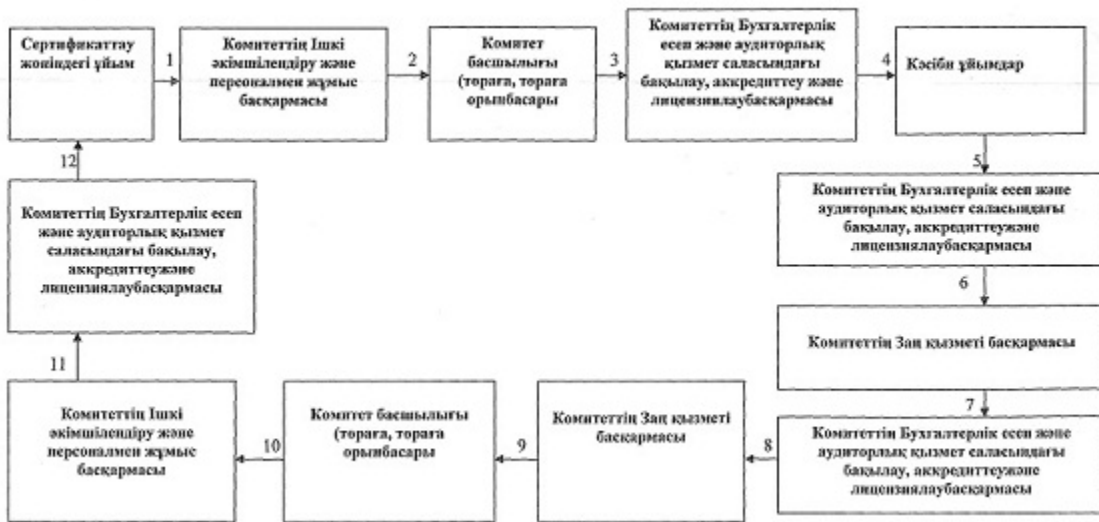 Сертификаттау
жөніндегі ұйым
1
Комитеттің Ішкі
әкімшілендіру және
персоналмен жұмыс
басқармасы
2
Комитет
басшылығы
(төраға, төраға
орынбасары
3
Комитеттің Бухгалтерлік
есеп және аудиторлық
қызмет саласындағы
бақылау, аккредиттеу және
лицензиялаубасқармасы
4
Кәсіби ұйымдар
5
Комитеттің Бухгалтерлік есеп және
аудиторлық қызмет саласындағы
бақылау, аккредиттеужәне
лицензиялаубасқармасы
6
Комитеттің Заң қызметі басқармасы
7
Комитеттің Бухгалтерлік есеп және
аудиторлық қызмет саласындағы
бақылау, аккредиттеужәне
лицензиялаубасқармасы
8
Комитеттің Заң қызметі
басқармасы
9
Комитет басшылығы
(төраға, төраға
орынбасары
10
Комитеттің Ішкі
әкімшілендіру және
персоналмен жұмыс
басқармасы
11
Комитеттің Бухгалтерлік есеп
және аудиторлық қызмет
саласындағы бақылау,
аккредиттеужәне
лицензиялаубасқармасы
12